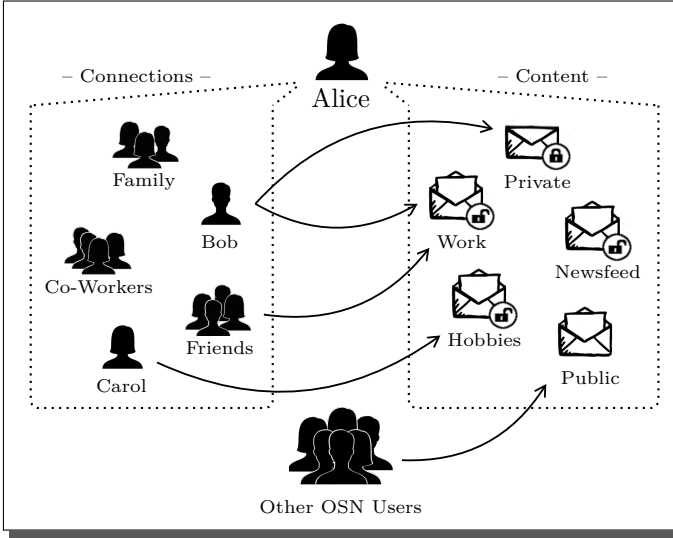 – Connections –
– Content –
Alice
Family
Private
Bob
Work
Newsfeed
Co-Workers
Friends
Hobbies
Carol
Public
Other OSN Users